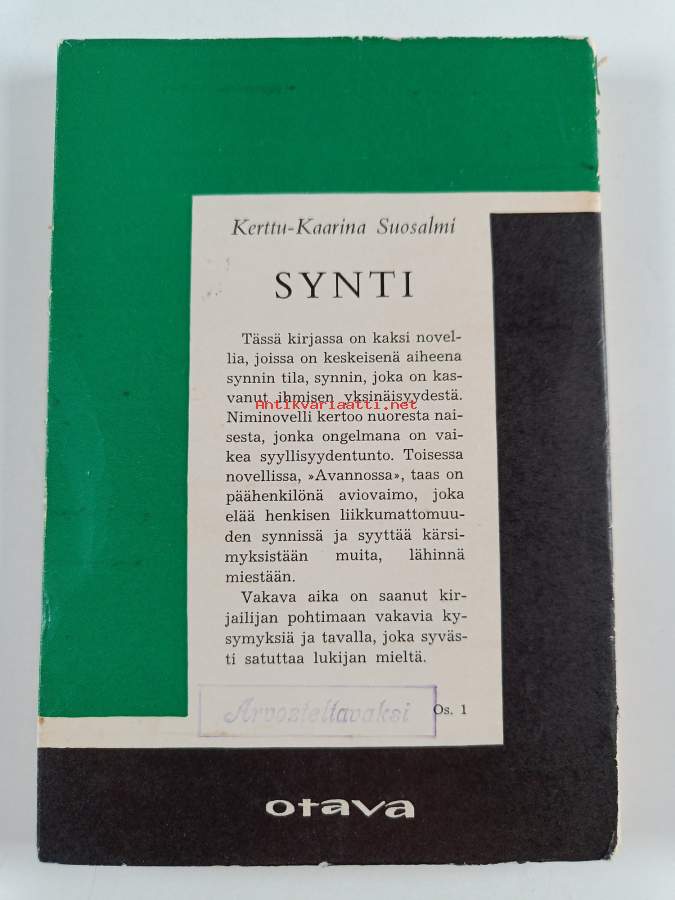 Kerttu-Kaarina Suosalmi
SYNTI
Tässä kirjassa on kaksi novel-
lia, joissa on keskeisenä aiheena
synnin tila, synnin, joka on kas-
vanut ihmisen yksinäisyydestä.
Antikvariaatti.net
Niminovelli kertoo nuoresta nai-
sesta, jonka ongelmana on vai-
kea syyllisyydentunto. Toisessa
novellissa, »Avannossa», taas on
päähenkilönä aviovaimo, joka
elää henkisen liikkumattomuu-
den synnissä ja syyttää kärsi-
myksistään muita, lähinnä
miestään.
Vakava aika on saanut kir-
jailijan pohtimaan vakavia ky-
symyksiä ja tavalla, joka syväs-
ti satuttaa lukijan mieltä.
Arvosteltavaksi Os. 1
otava